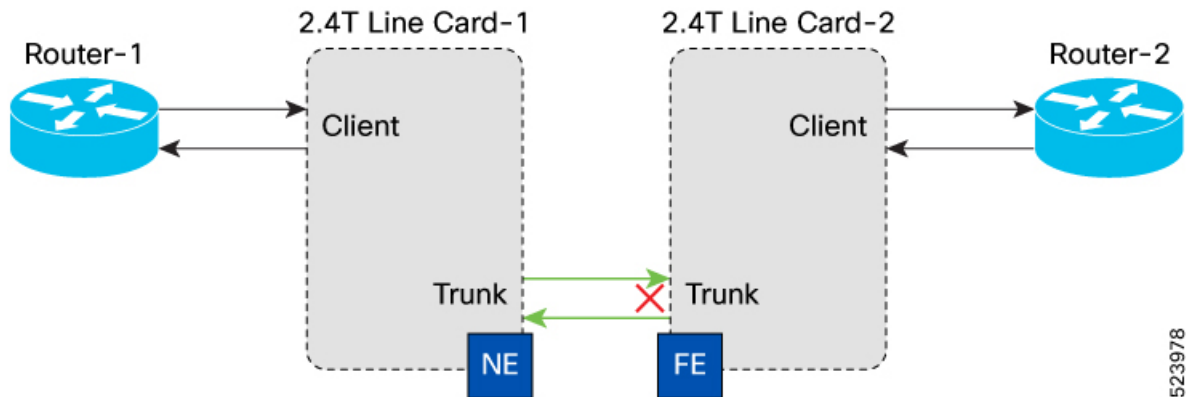 2.4T Line Card-1
2.4T Line Card-2
Router-1
Router-2
Client
Client
Trunk
Trunk
NE
FE
523978